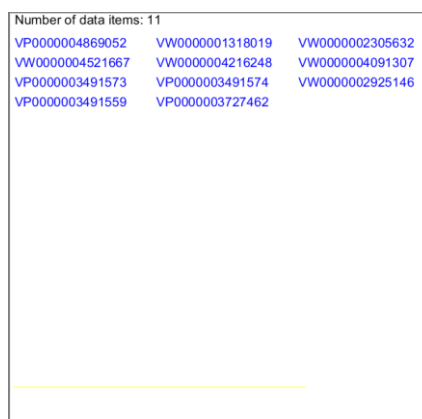 Number of data items: 11
VP0000004869052 VW0000001318019 VW0000002305632
VW0000004521667 VW0000004216248 VW0000004091307
VP0000003491573 VP0000003491574 VW0000002925146
VP0000003491559 VP0000003727462